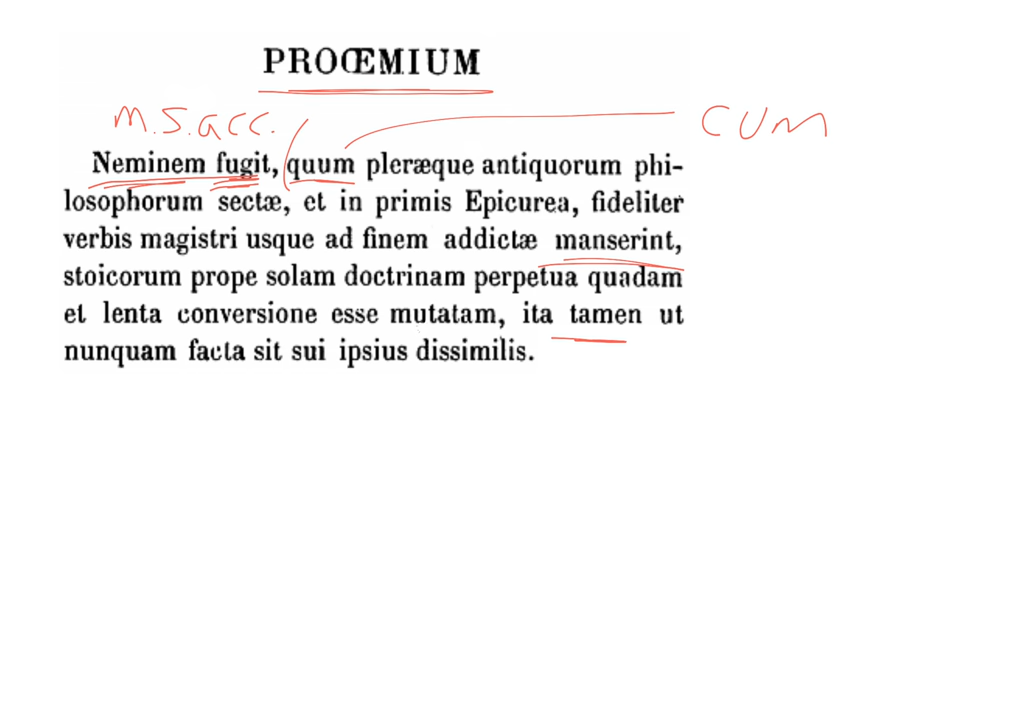 PROŒMIUM
M.S.acc.
CUM
Neminem fugit, quum pleræque antiquorum phi-
losophorum sectæ, et in primis Epicurea, fideliter
verbis magistri usque ad finem addictæ manserint,
stoicorum prope solam doctrinam perpetua quadam
et lenta conversione esse mutatam, ita tamen ut
nunquam facta sit sui ipsius dissimilis.